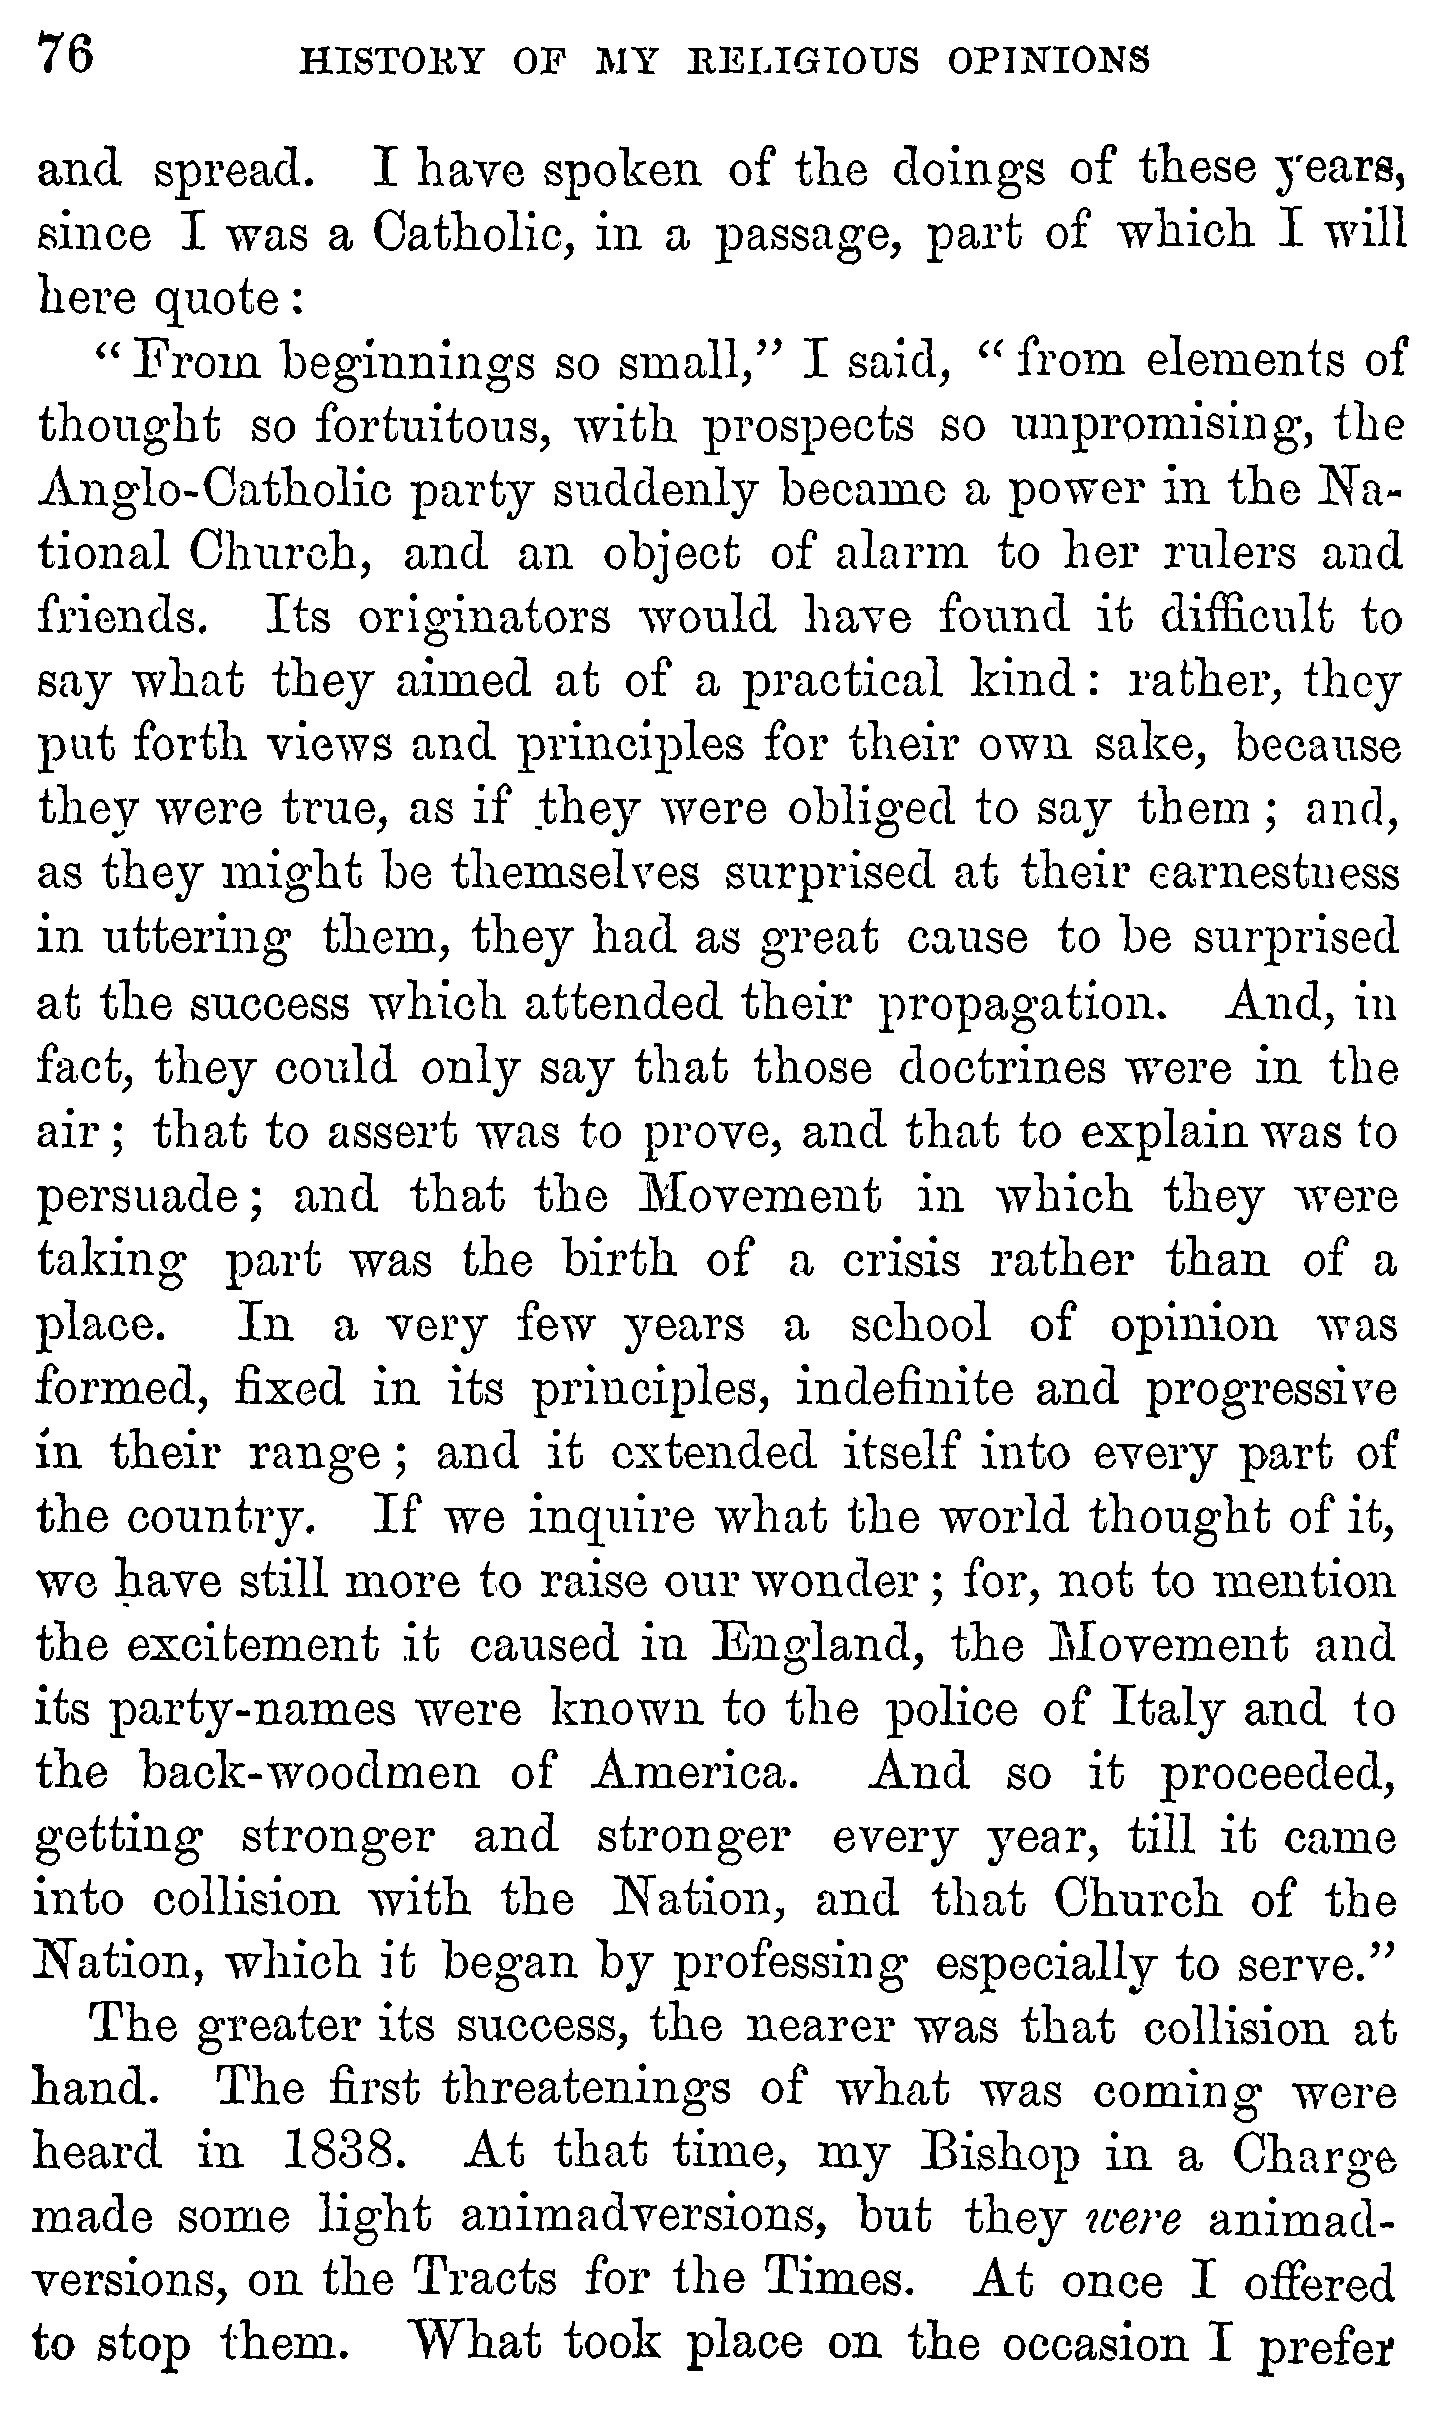 76 HISTORY OF MY RELIGIOUS OPINIONS
and spread. I have spoken of the doings of these years,
since I was a Catholic, in a passage, part of which I will
here quote:
“From beginnings so small,” I said, “from elements of
thought so fortuitous, with prospects so unpromising, the
Anglo-Catholic party suddenly became a power in the Na-
tional Church, and an object of alarm to her rulers and
friends. Its originators would have found it difficult to
say what they aimed at of a practical kind: rather, they
put forth views and principles for their own sake, because
they were true, as if they were obliged to say them; and,
as they might be themselves surprised at their earnestness
in uttering them, they had as great cause to be surprised
at the success which attended their propagation. And, in
fact, they could only say that those doctrines were in the
air; that to assert was to prove, and that to explain was to
persuade; and that the Movement in which they were
taking part was the birth of a crisis rather than of a
place. In a very few years a school of opinion was
formed, fixed in its principles, indefinite and progressive
in their range; and it extended itself into every part of
the country. If we inquire what the world thought of it,
we have still more to raise our wonder; for, not to mention
the excitement it caused in England, the Movement and
its party-names were known to the police of Italy and to
the back-woodmen of America. And so it proceeded,
getting stronger and stronger every year, till it came
into collision with the Nation, and that Church of the
Nation, which it began by professing especially to serve.”
The greater its success, the nearer was that collision at
hand. The first threatenings of what was coming were
heard in 1838. At that time, my Bishop in a Charge
made some light animadversions, but they were animad-
versions, on the Tracts for the Times. At once I offered
to stop them. What took place on the occasion I prefer